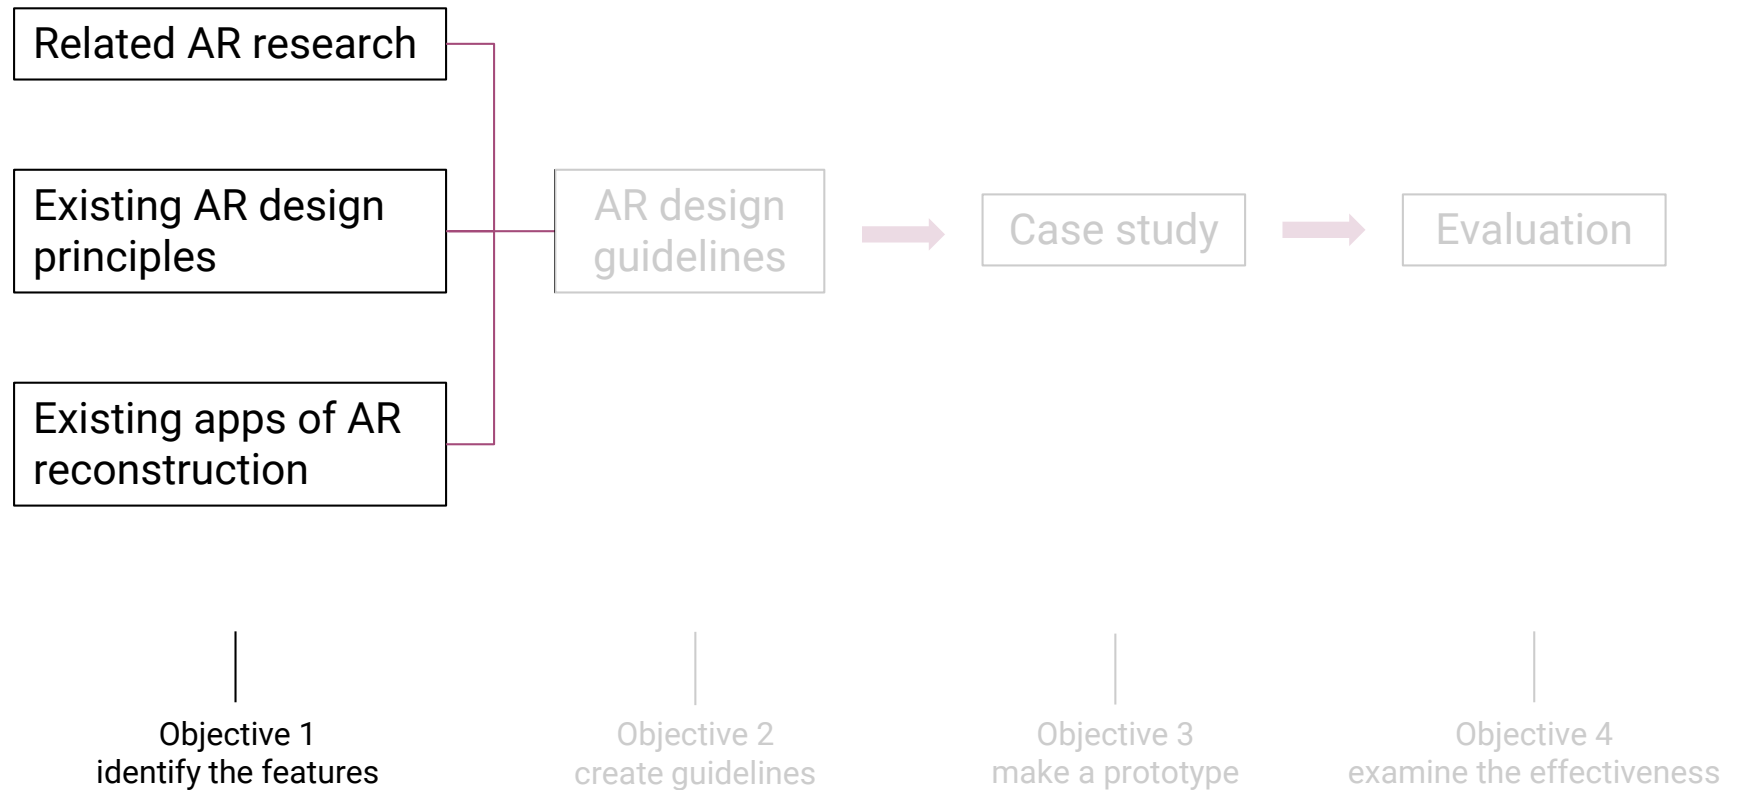 Related AR research
Existing AR design
principles
Existing apps of AR
reconstruction
AR design
guidelines
Case study
Evaluation
Objective 1
identify the features
Objective 2
create guidelines
Objective 3
make a prototype
Objective 4
examine the effectiveness